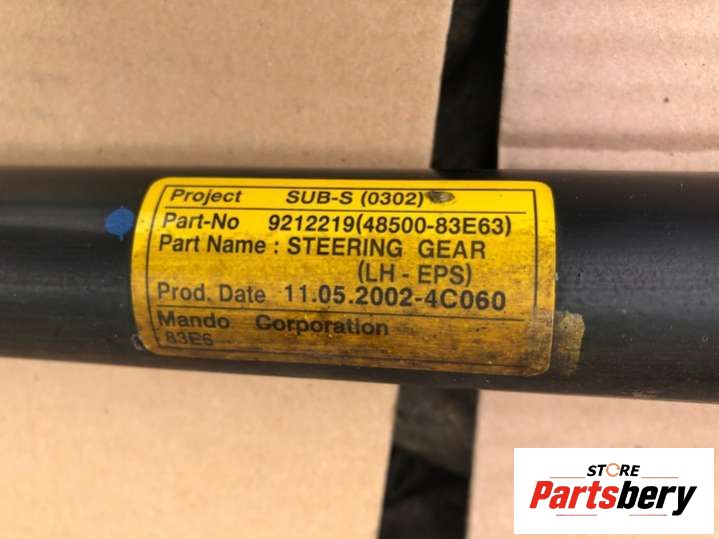 Project SUB-S (0302)
Part-No 9212219(48500-83E63)
Part Name : STEERING GEAR
(LH - EPS)
Prod. Date 11.05.2002-4C060
Mando Corporation
83E6
STORE
Partsbery